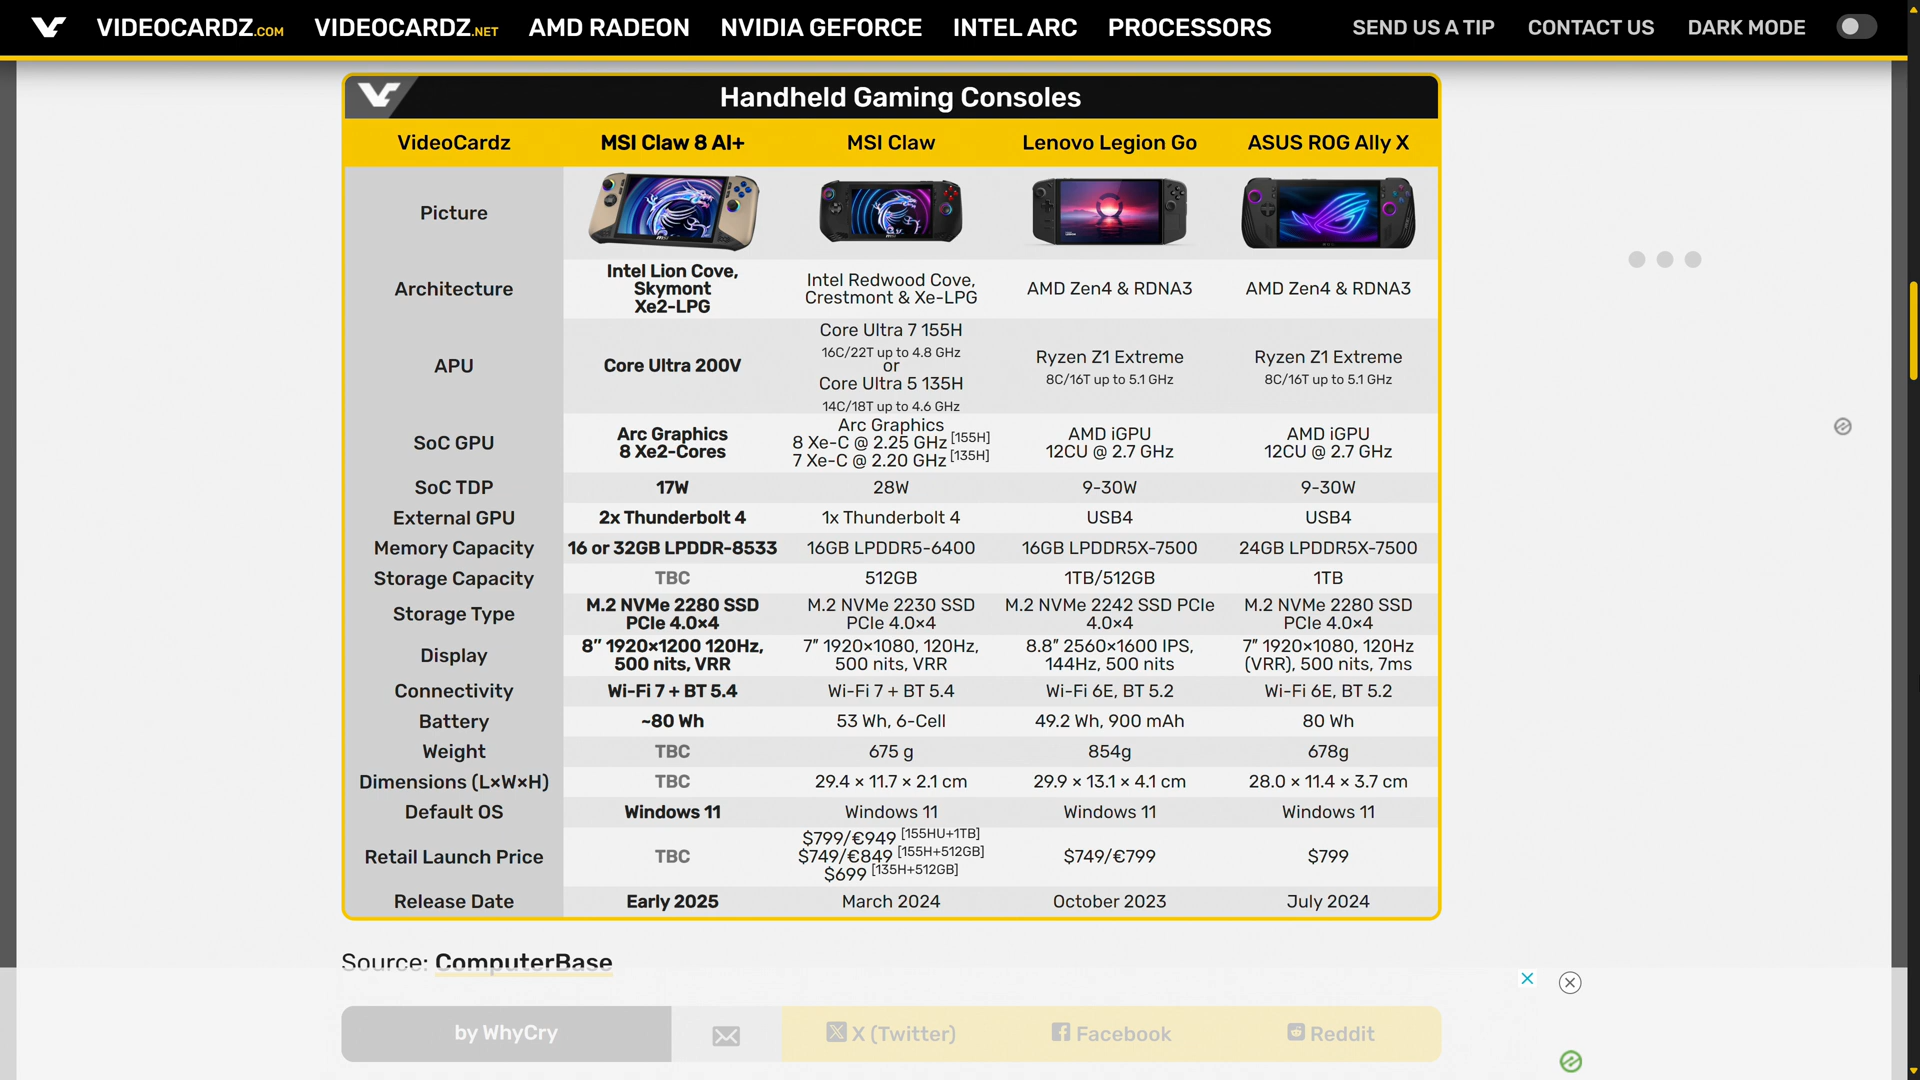 VIDEOCARDZ.COM VIDEOCARDZ.NET AMD RADEON NVIDIA GEFORCE INTEL ARC PROCESSORS SEND US A TIP CONTACT US DARK MODE
Handheld Gaming Consoles
VideoCardz MSI Claw 8 AI+ MSI Claw Lenovo Legion Go ASUS ROG Ally X
Picture
Architecture
Intel Lion Cove,
Skymont
Xe2-LPG
Intel Redwood Cove,
Crestmont & Xe-LPG
AMD Zen4 & RDNA3
AMD Zen4 & RDNA3
APU
Core Ultra 200V
Core Ultra 7 155H
16C/22T up to 4.8 GHz
or
Core Ultra 5 135H
14C/18T up to 4.6 GHz
Ryzen Z1 Extreme
8C/16T up to 5.1 GHz
Ryzen Z1 Extreme
8C/16T up to 5.1 GHz
SoC GPU
Arc Graphics
8 Xe2-Cores
Arc Graphics
8 Xe-C @ 2.25 GHz [155H]
7 Xe-C @ 2.20 GHz [135H]
AMD iGPU
12CU @ 2.7 GHz
AMD iGPU
12CU @ 2.7 GHz
SoC TDP 17W 28W 9-30W 9-30W
External GPU 2x Thunderbolt 4 1x Thunderbolt 4 USB4 USB4
Memory Capacity 16 or 32GB LPDDR-8533 16GB LPDDR5-6400 16GB LPDDR5X-7500 24GB LPDDR5X-7500
Storage Capacity TBC 512GB 1TB/512GB 1TB
Storage Type
M.2 NVMe 2280 SSD
PCIe 4.0×4
M.2 NVMe 2230 SSD
PCIe 4.0×4
M.2 NVMe 2242 SSD PCIe
4.0×4
M.2 NVMe 2280 SSD
PCIe 4.0×4
Display
8″ 1920×1200 120Hz,
500 nits, VRR
7″ 1920×1080, 120Hz,
500 nits, VRR
8.8″ 2560×1600 IPS,
144Hz, 500 nits
7″ 1920×1080, 120Hz
(VRR), 500 nits, 7ms
Connectivity Wi-Fi 7 + BT 5.4 Wi-Fi 7 + BT 5.4 Wi-Fi 6E, BT 5.2 Wi-Fi 6E, BT 5.2
Battery ~80 Wh 53 Wh, 6-Cell 49.2 Wh, 900 mAh 80 Wh
Weight TBC 675 g 854g 678g
Dimensions (L×W×H) TBC 29.4 × 11.7 × 2.1 cm 29.9 × 13.1 × 4.1 cm 28.0 × 11.4 × 3.7 cm
Default OS Windows 11 Windows 11 Windows 11 Windows 11
Retail Launch Price
TBC
$799/€949 [155HU+1TB]
$749/€849 [155H+512GB]
$699 [135H+512GB]
$749/€799
$799
Release Date Early 2025 March 2024 October 2023 July 2024
Source: ComputerBase
by WhyCry X (Twitter) Facebook Reddit